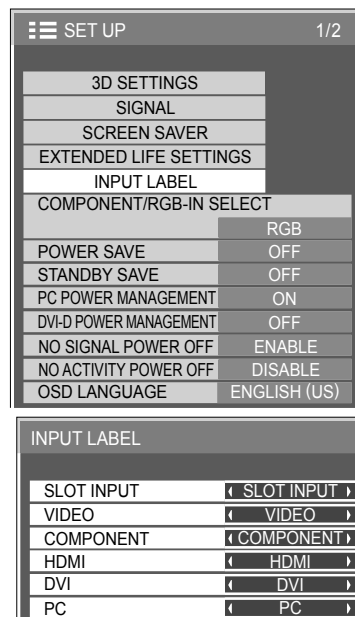 SET UP 1/2
3D SETTINGS
SIGNAL
SCREEN SAVER
EXTENDED LIFE SETTINGS
INPUT LABEL
COMPONENT/RGB-IN SELECT
RGB
POWER SAVE OFF
STANDBY SAVE OFF
PC POWER MANAGEMENT ON
DVI-D POWER MANAGEMENT OFF
NO SIGNAL POWER OFF ENABLE
NO ACTIVITY POWER OFF DISABLE
OSD LANGUAGE ENGLISH (US)
INPUT LABEL
SLOT INPUT SLOT INPUT
VIDEO VIDEO
COMPONENT COMPONENT
HDMI HDMI
DVI DVI
PC PC